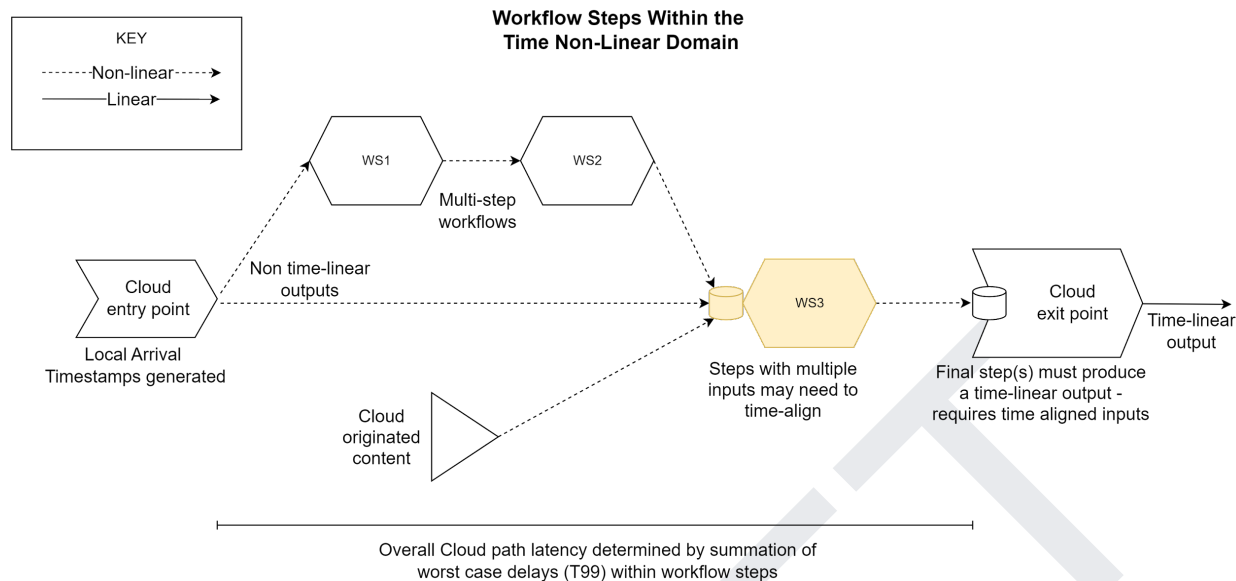 Workflow Steps Within the
Time Non-Linear Domain
KEY
Non-linear
Linear
WS1
WS2
Multi-step
workflows
Non time-linear
outputs
Cloud
entry point
Local Arrival
Timestamps generated
WS3
Steps with multiple
inputs may need to
time-align
Cloud
exit point
Time-linear
output
Final step(s) must produce
a time-linear output -
requires time aligned inputs
Cloud
originated
content
Overall Cloud path latency determined by summation of
worst case delays (T99) within workflow steps